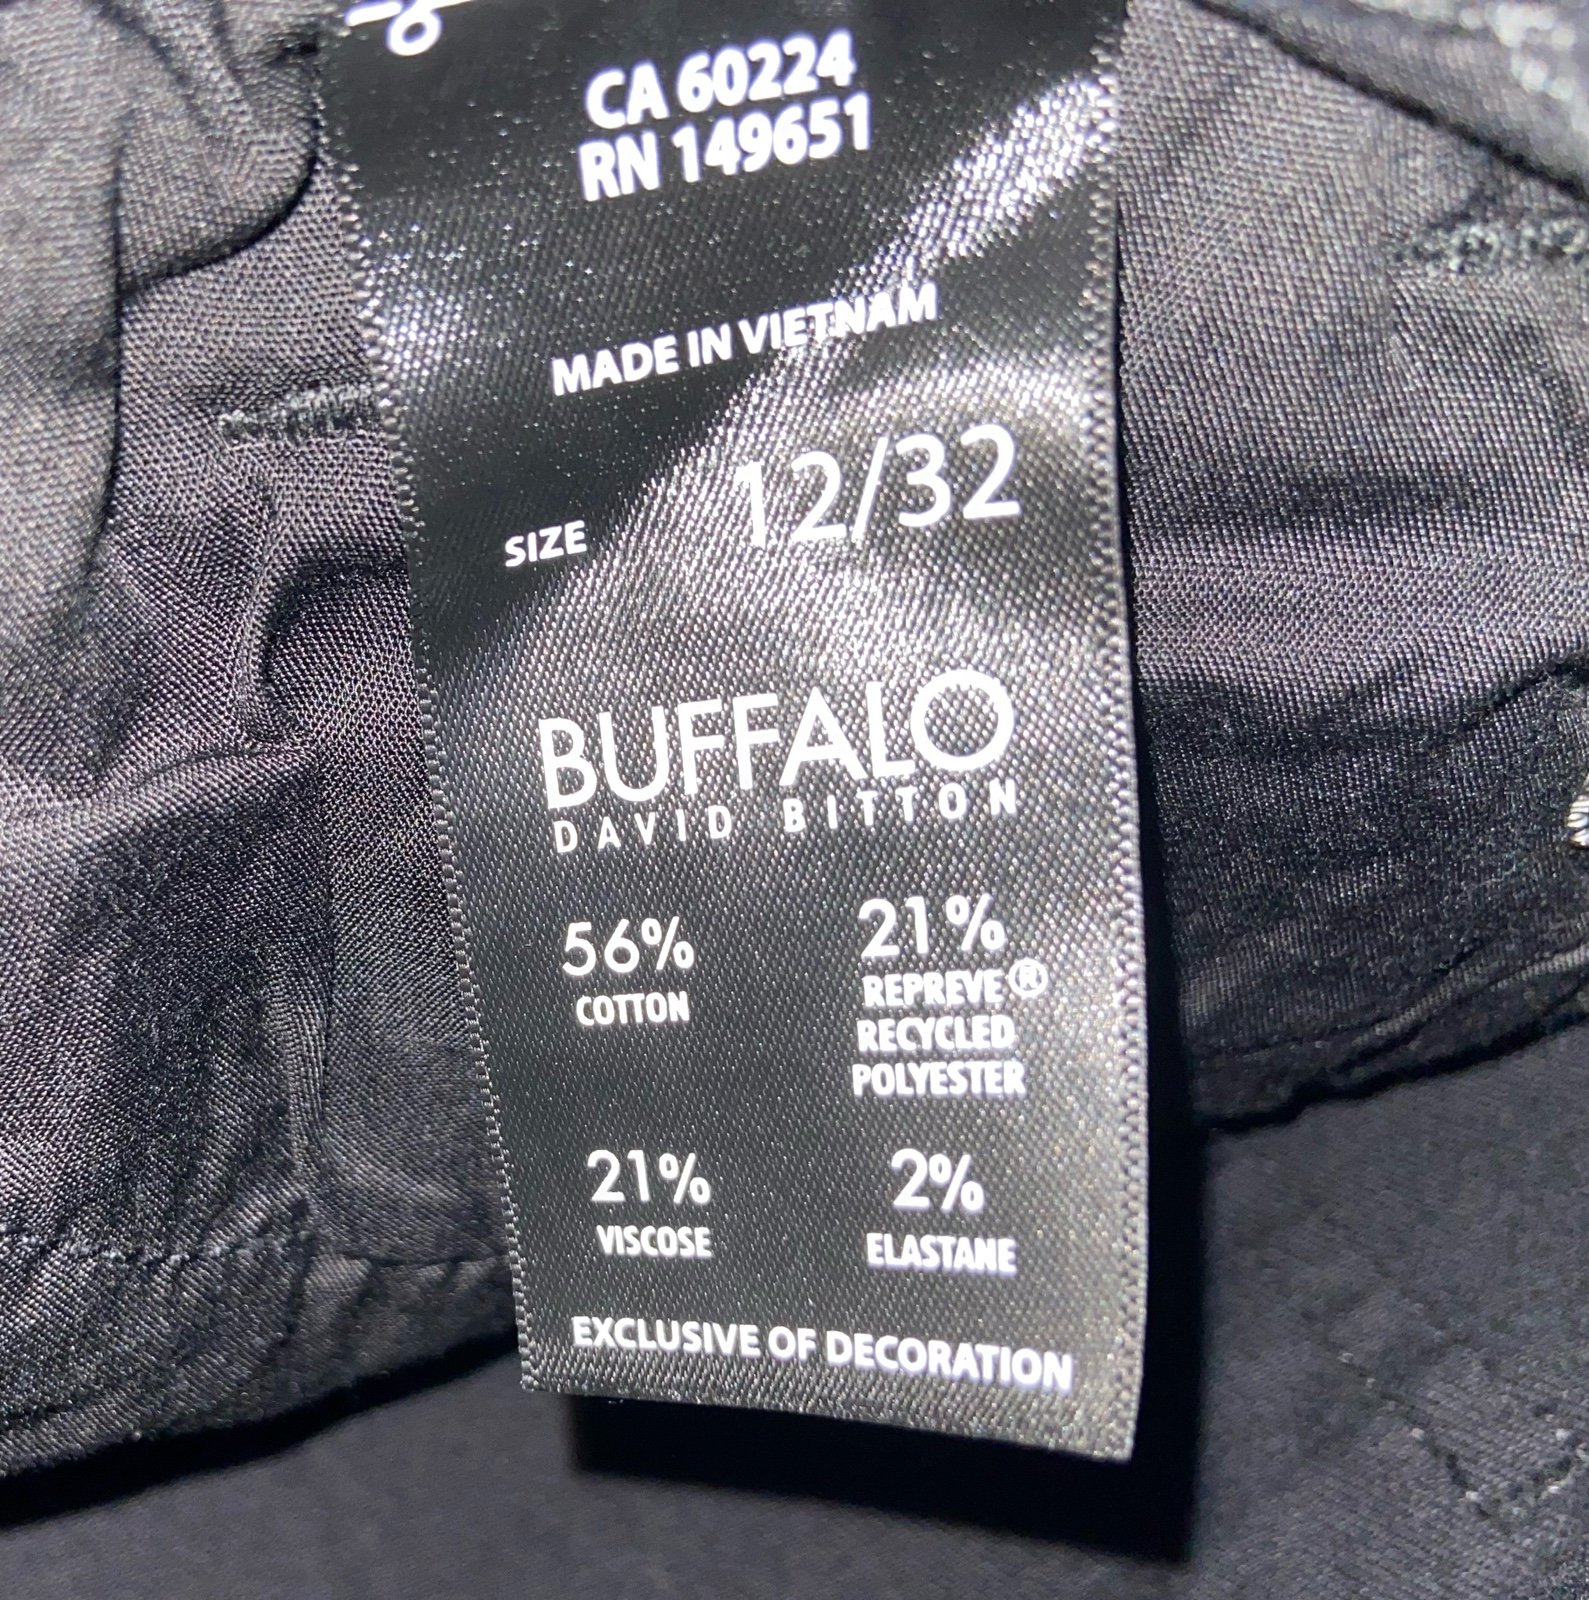 CA 60224
RN 149651
MADE IN VIETNAM
SIZE 12/32
BUFFALO
DAVID BITTON
56% 21%
COTTON REPREVE®
RECYCLED
POLYESTER
21% 2%
VISCOSE ELASTANE
EXCLUSIVE OF DECORATION